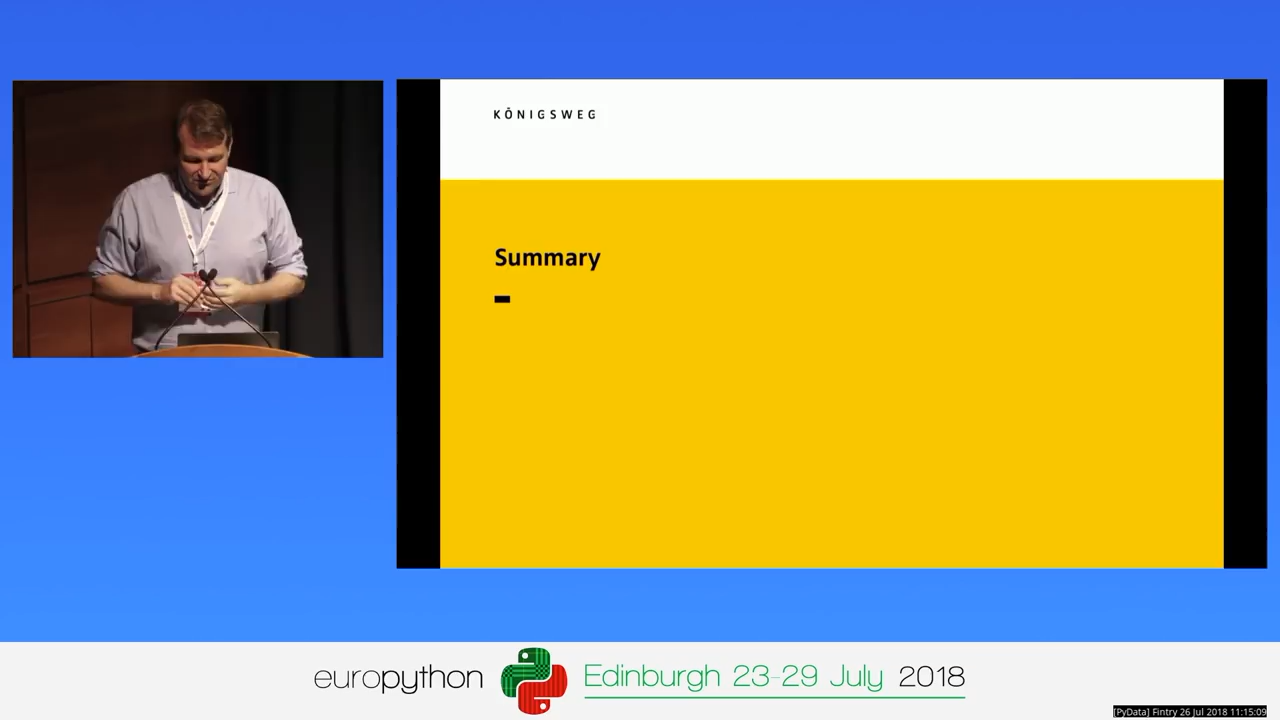 KÖNIGSWEG
Summary
europython Edinburgh 23-29 July 2018
[PyData] Fintry 26 Jul 2018 11:15:09